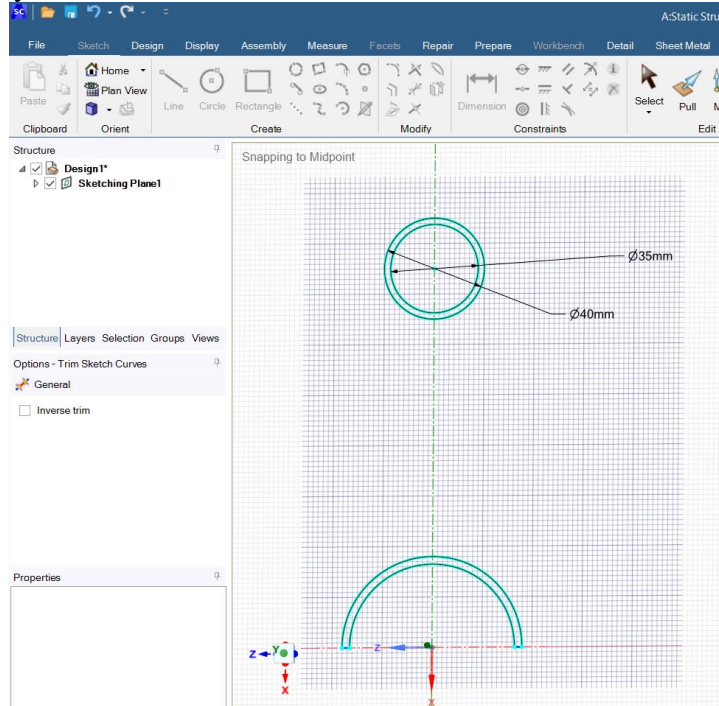 SC
A:Static Stru
File Sketch Design Display Assembly Measure Facets Repair Prepare Workbench Detail Sheet Metal
Paste
Home
Plan View
Line Circle Rectangle
Dimension
Select Pull
Clipboard Orient Create Modify Constraints Edit
Structure
Design1*
Sketching Plane1
Structure Layers Selection Groups Views
Options - Trim Sketch Curves
General
Inverse trim
Properties
Snapping to Midpoint
Ø35mm
Ø40mm
Z Y
X
Z
X